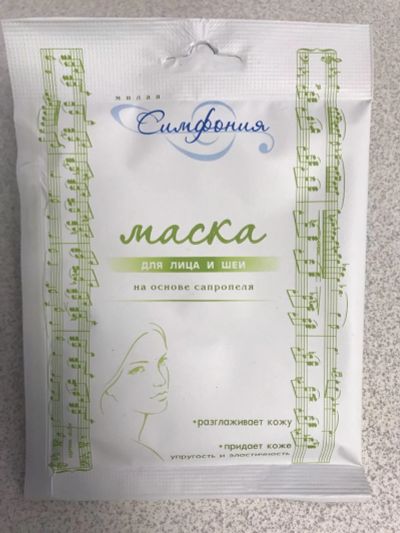 милая
Симфония
маска
ДЛЯ ЛИЦА И ШЕИ
на основе сапропеля
•разглаживает кожу
•придает коже
упругость и эластичность